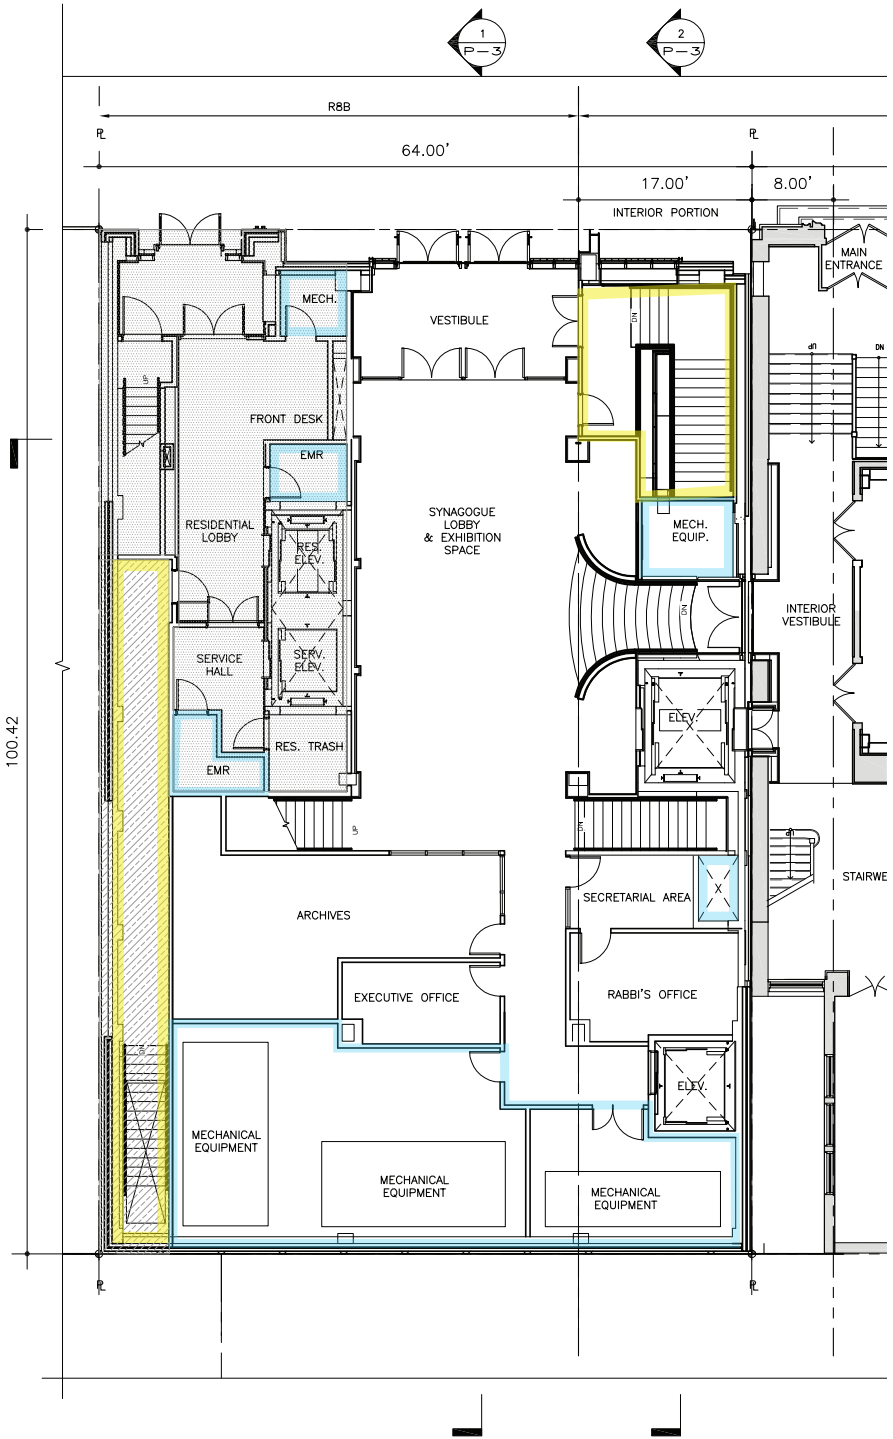 1
P-3
2
P-3
R8B
PL
PL
64.00'
17.00'
8.00'
INTERIOR PORTION
MAIN
ENTRANCE
MECH.
VESTIBULE
DN
UP
DN
UP
FRONT DESK
EMR
SYNAGOGUE
LOBBY
& EXHIBITION
SPACE
RESIDENTIAL
LOBBY
MECH.
EQUIP.
RES.
ELEV.
DN
INTERIOR
VESTIBULE
SERV.
ELEV.
SERVICE
HALL
ELEV.
100.42
RES. TRASH
EMR
UP
DN
UP
STAIRWE
SECRETARIAL AREA
ARCHIVES
EXECUTIVE OFFICE
RABBI'S OFFICE
DN
ELEV.
MECHANICAL
EQUIPMENT
MECHANICAL
EQUIPMENT
MECHANICAL
EQUIPMENT
PL
PL